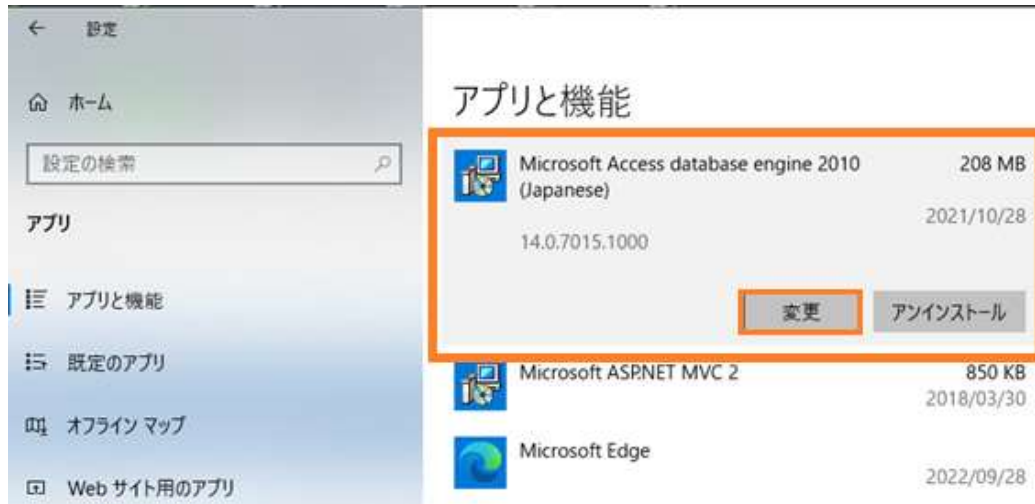 設定
ホーム
設定の検索
アプリ
アプリと機能
既定のアプリ
オフライン マップ
Web サイト用のアプリ
アプリと機能
Microsoft Access database engine 2010
(Japanese)
208 MB
2021/10/28
14.0.7015.1000
変更
アンインストール
Microsoft ASP.NET MVC 2
850 KB
2018/03/30
Microsoft Edge
2022/09/28